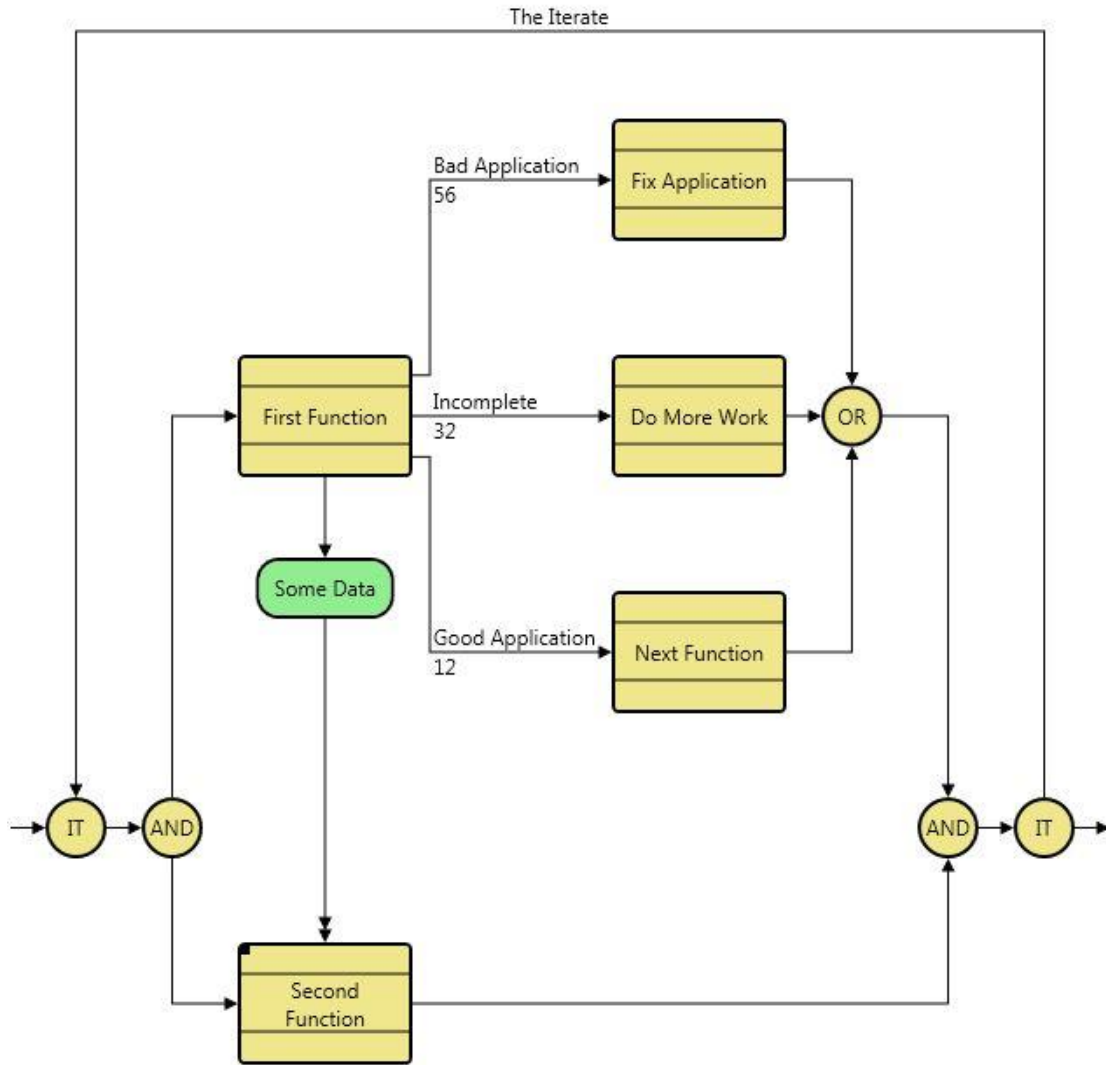 The Iterate
Bad Application
56
Fix Application
First Function
Incomplete
32
Do More Work
OR
Some Data
Good Application
12
Next Function
IT
AND
AND
IT
Second
Function